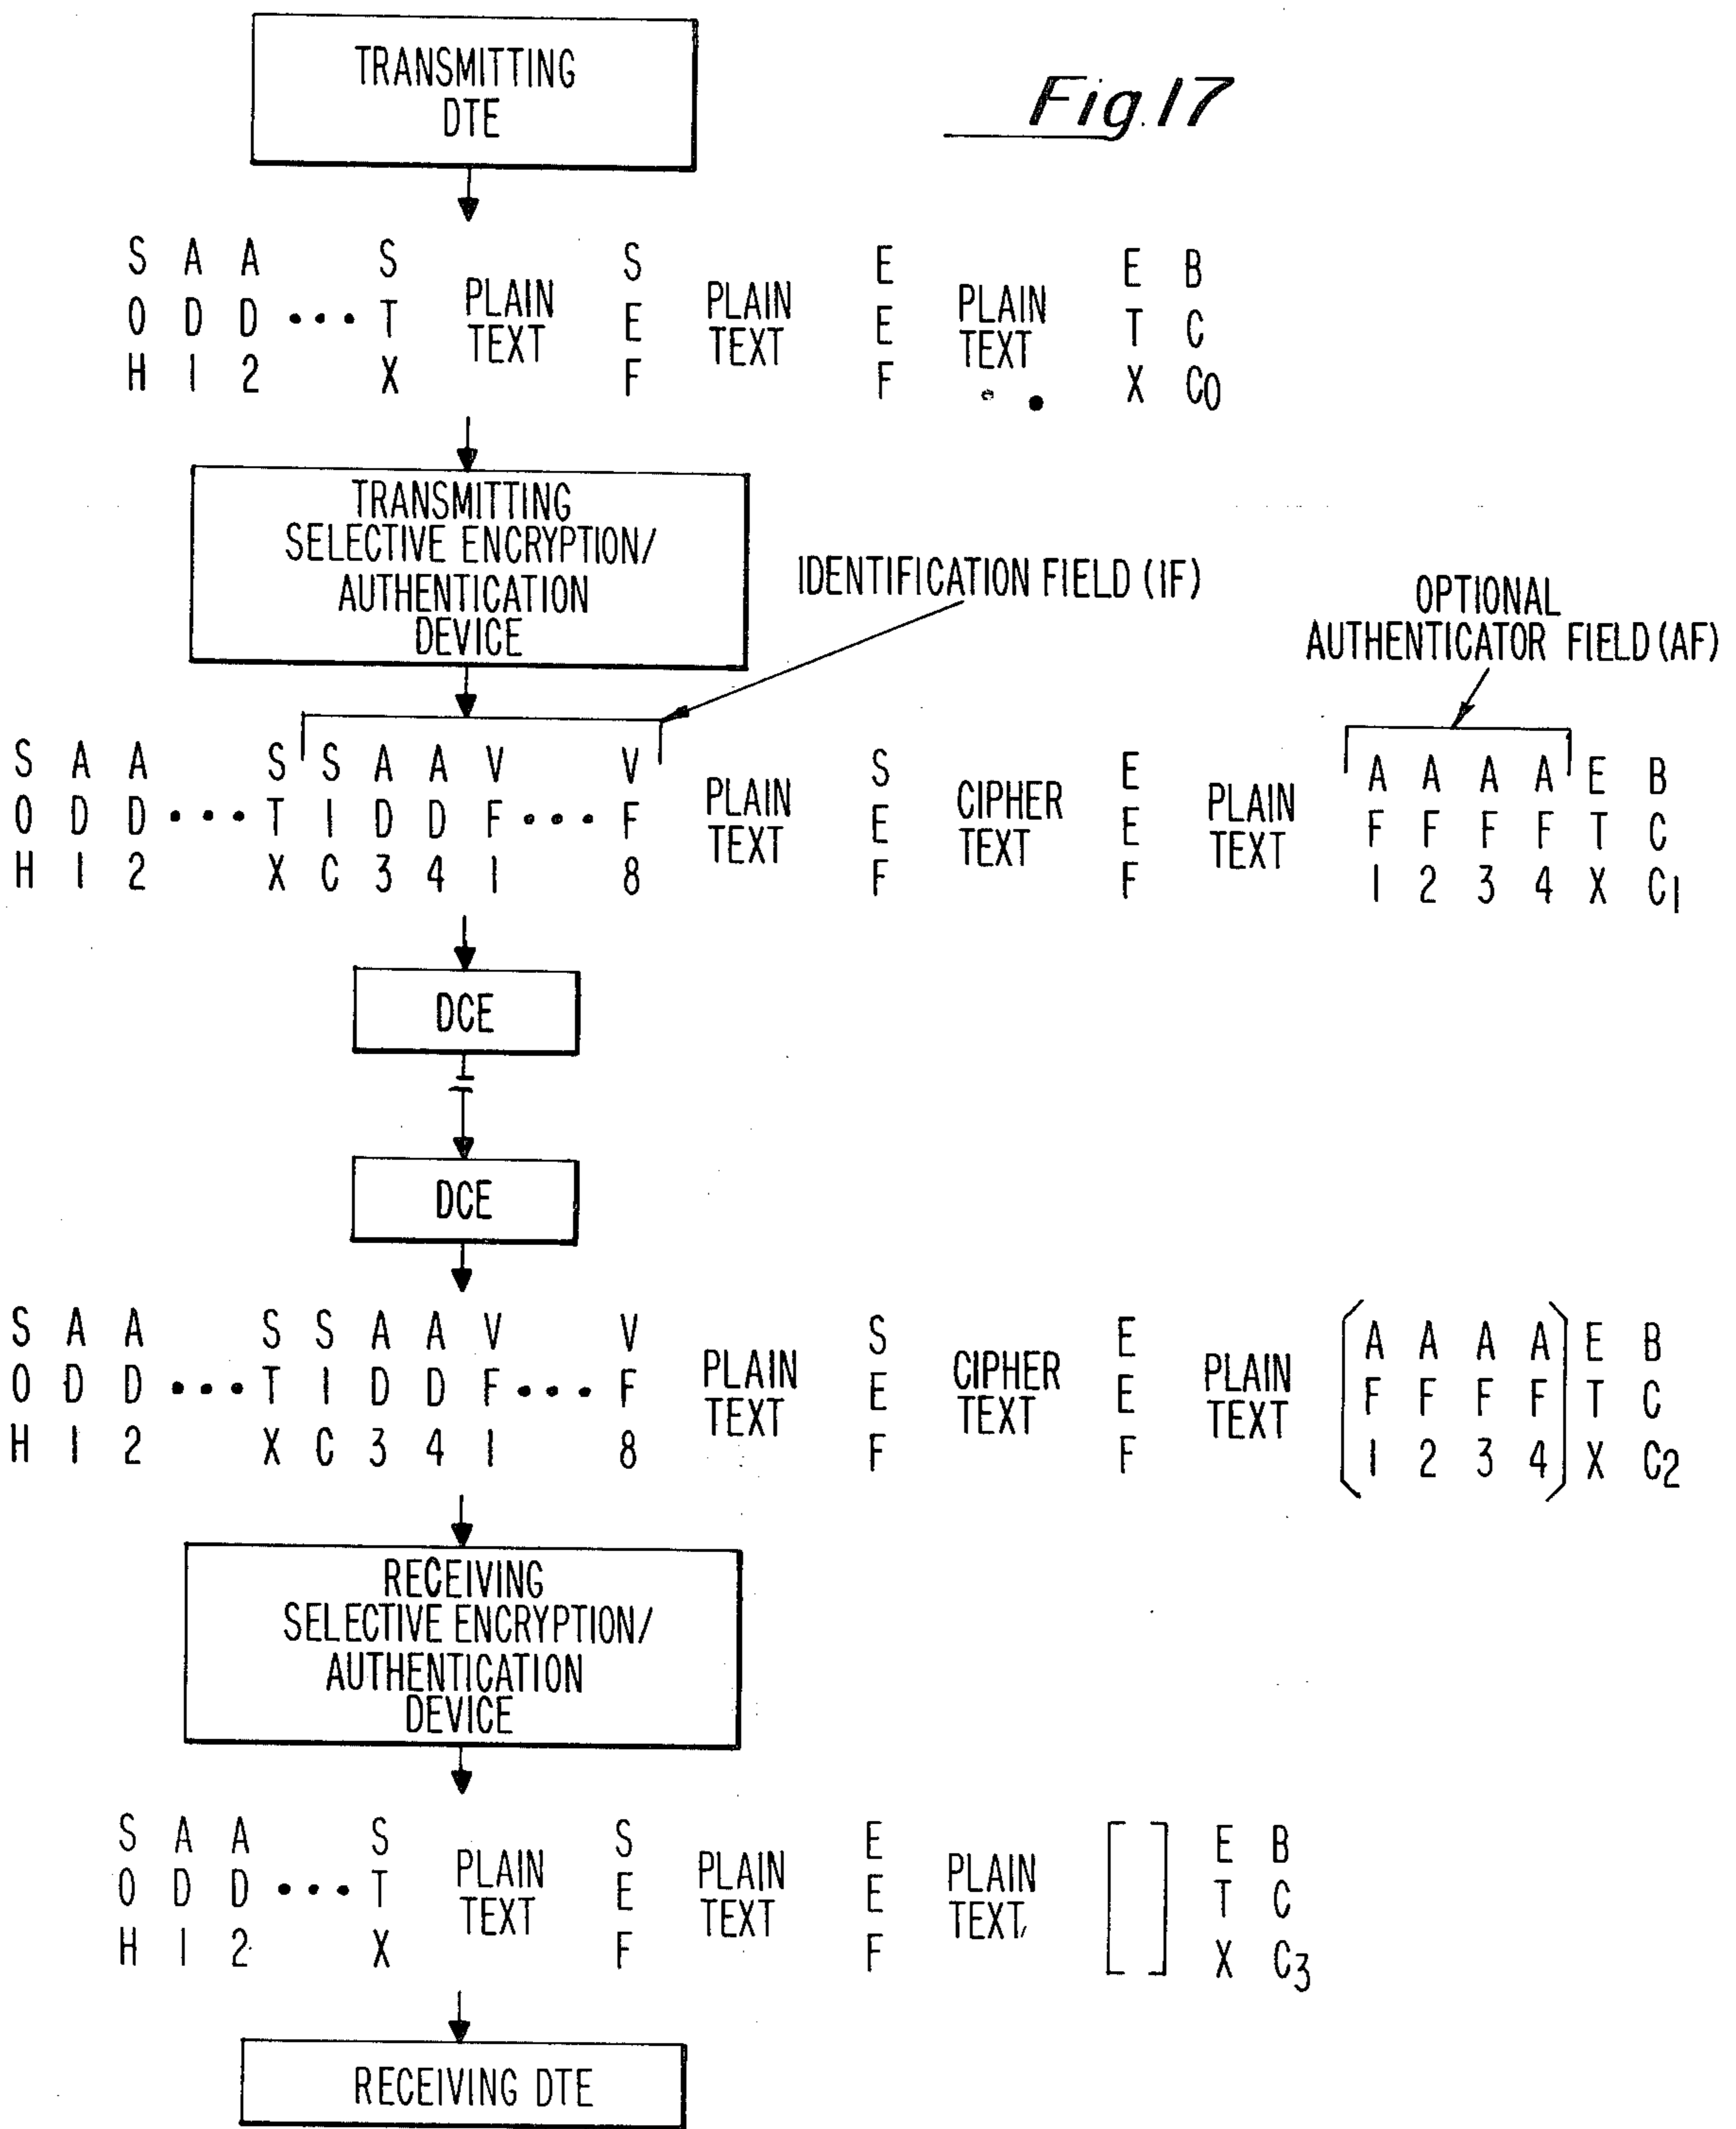 TRANSMITTING
DTE
Fig. 17
S A A S S E E B
O D D ••• T PLAIN TEXT E PLAIN TEXT E PLAIN TEXT T C
H 1 2 X F F X C0
TRANSMITTING
SELECTIVE ENCRYPTION/
AUTHENTICATION
DEVICE
IDENTIFICATION FIELD (IF)
OPTIONAL
AUTHENTICATOR FIELD (AF)
S A A S S A A V V S E A A A A E B
O D D ••• T I D D F ••• F PLAIN TEXT E CIPHER TEXT E PLAIN TEXT F F F F T C
H 1 2 X C 3 4 1 8 F F 1 2 3 4 X C1
DCE
DCE
S A A S S A A V V S E (A A A A) E B
O D D ••• T I D D F ••• F PLAIN TEXT E CIPHER TEXT E PLAIN TEXT (F F F F) T C
H 1 2 X C 3 4 1 8 F F (1 2 3 4) X C2
RECEIVING
SELECTIVE ENCRYPTION/
AUTHENTICATION
DEVICE
S A A S S E E B
O D D ••• T PLAIN TEXT E PLAIN TEXT E PLAIN TEXT [ ] T C
H 1 2 X F F X C3
RECEIVING DTE